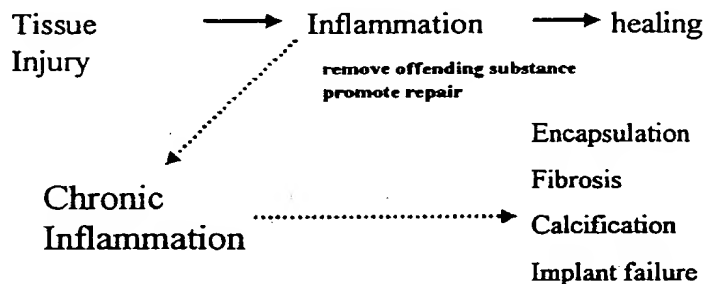 Tissue
Injury
Inflammation
healing
remove offending substance
promote repair
Chronic
Inflammation
Encapsulation
Fibrosis
Calcification
Implant failure